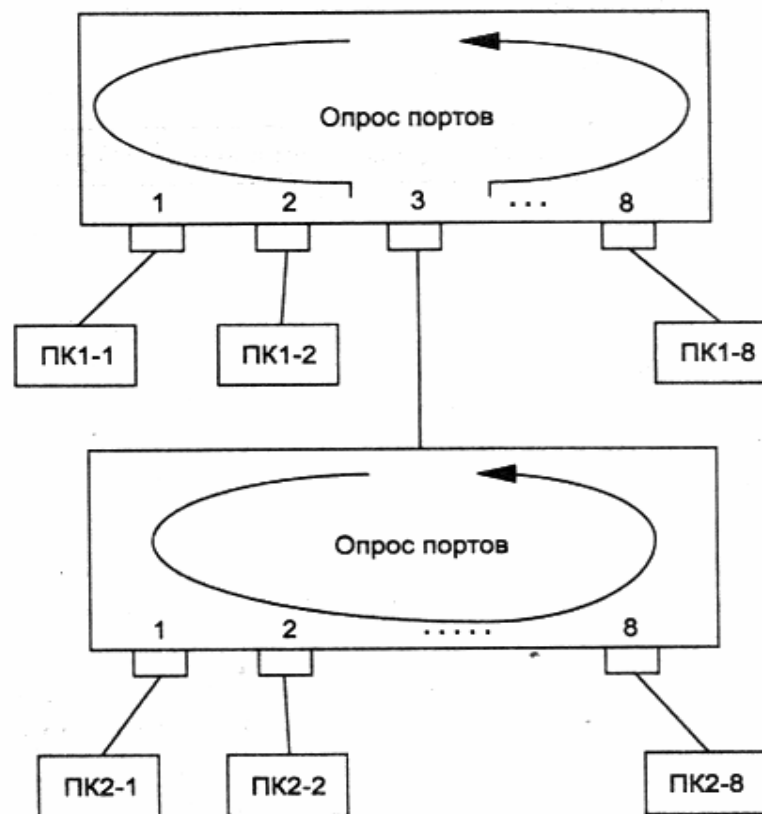 Опрос портов
1 2 3 ... 8
ПК1-1 ПК1-2 ПК1-8
Опрос портов
1 2 ..... 8
ПК2-1 ПК2-2 ПК2-8